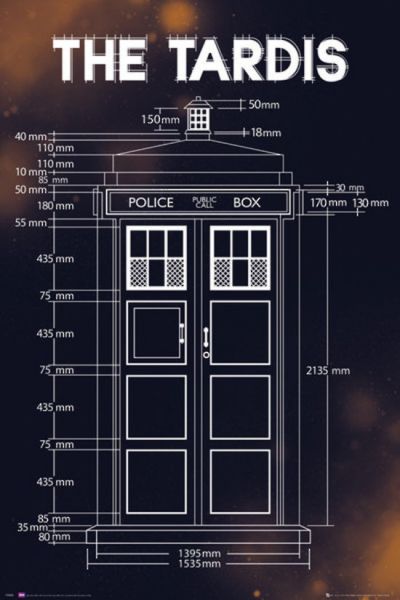 THE TARDIS
50mm
150mm
18mm
40 mm
110 mm
110 mm
10 mm
85 mm
50 mm
180 mm
55 mm
30 mm
170 mm
130 mm
POLICE PUBLIC CALL BOX
435 mm
75 mm
435 mm
75 mm
435 mm
75 mm
435 mm
2135 mm
85 mm
35 mm
80 mm
1395mm
1535mm